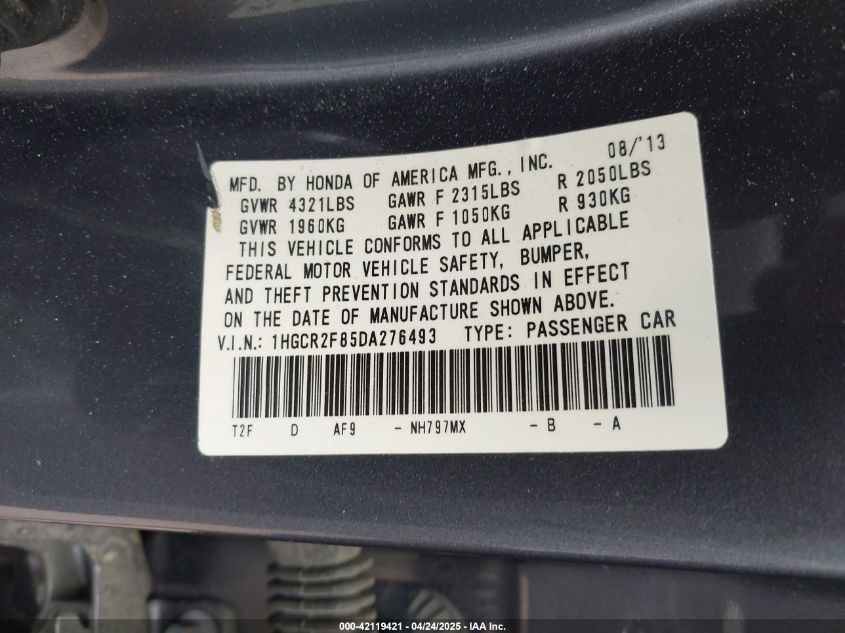 MFD. BY HONDA OF AMERICA MFG., INC. 08/'13
GVWR 4321LBS GAWR F 2315LBS R 2050LBS
GVWR 1960KG GAWR F 1050KG R 930KG
THIS VEHICLE CONFORMS TO ALL APPLICABLE
FEDERAL MOTOR VEHICLE SAFETY, BUMPER,
AND THEFT PREVENTION STANDARDS IN EFFECT
ON THE DATE OF MANUFACTURE SHOWN ABOVE.
V.I.N.: 1HGCR2F85DA276493 TYPE: PASSENGER CAR
T2F D AF9 - NH797MX - B - A
000-42119421 - 04/24/2025 - IAA Inc.